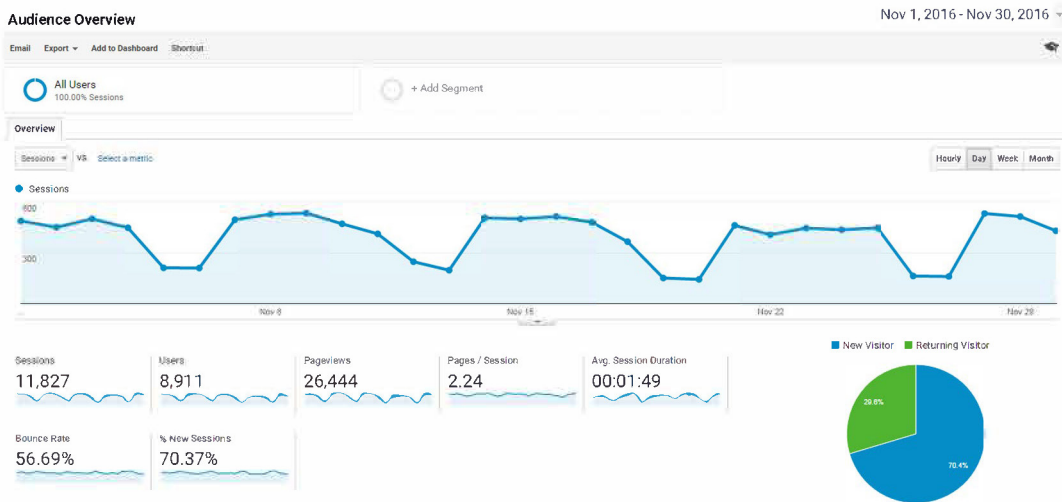 Audience Overview
Nov 1, 2016 - Nov 30, 2016
Email Export Add to Dashboard Shortcut
All Users
100.00% Sessions
+ Add Segment
Overview
Sessions VS Select a metric
Hourly Day Week Month
Sessions
600
300
Nov 8 Nov 15 Nov 22 Nov 29
New Visitor Returning Visitor
Sessions Users Pageviews Pages / Session Avg. Session Duration
11,827 8,911 26,444 2.24 00:01:49
29.6%
Bounce Rate % New Sessions
56.69% 70.37%
70.4%